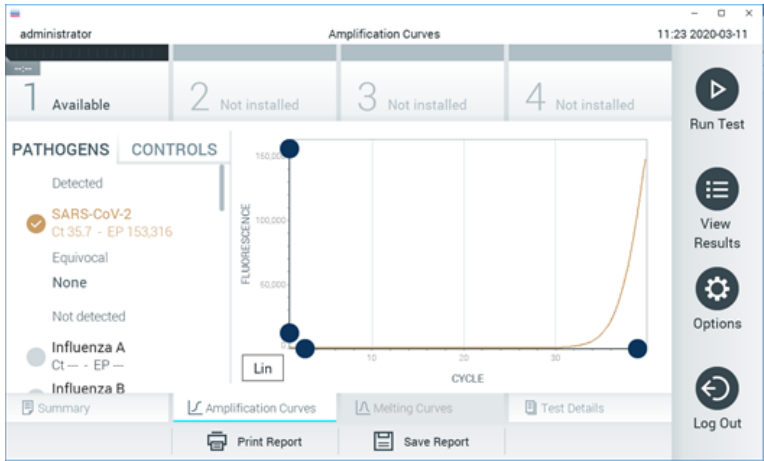 administrator
Amplification Curves
11:23 2020-03-11
--:--
1 Available
2 Not installed
3 Not installed
4 Not installed
Run Test
PATHOGENS
CONTROLS
Detected
SARS-CoV-2
Ct 35.7 - EP 153,316
Equivocal
None
Not detected
Influenza A
Ct -- - EP --
Influenza B
FLUORESCENCE
100,000
50,000
0
10
20
30
CYCLE
Lin
View
Results
Options
Log Out
Summary
Amplification Curves
Melting Curves
Test Details
Print Report
Save Report